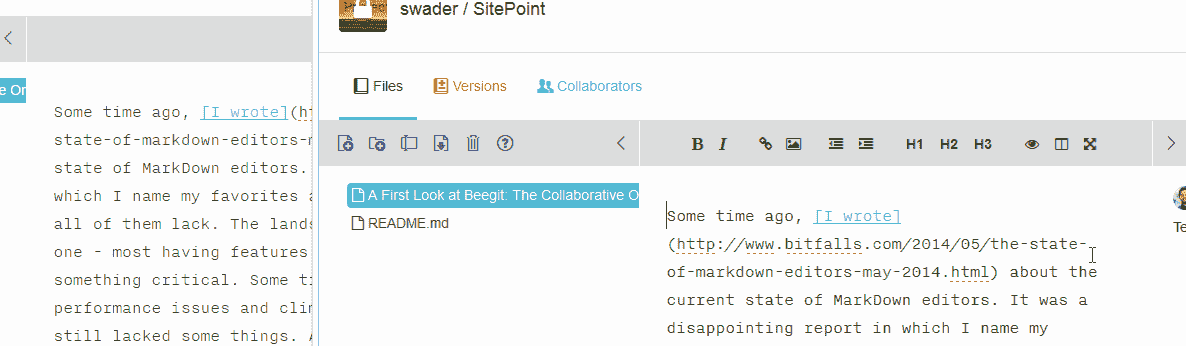 swader / SitePoint
Files
Versions
Collaborators
B I H1 H2 H3
e Or
A First Look at Beegit: The Collaborative O
README.md
Some time ago, [I wrote](
state-of-markdown-editors-
state of MarkDown editors.
which I name my favorites a
all of them lack. The lands
one - most having features
something critical. Some ti
performance issues and cli
still lacked some things.
Some time ago, [I wrote]
(http://www.bitfalls.com/2014/05/the-state-
of-markdown-editors-may-2014.html) about the
current state of MarkDown editors. It was a
disappointing report in which I name my
Te